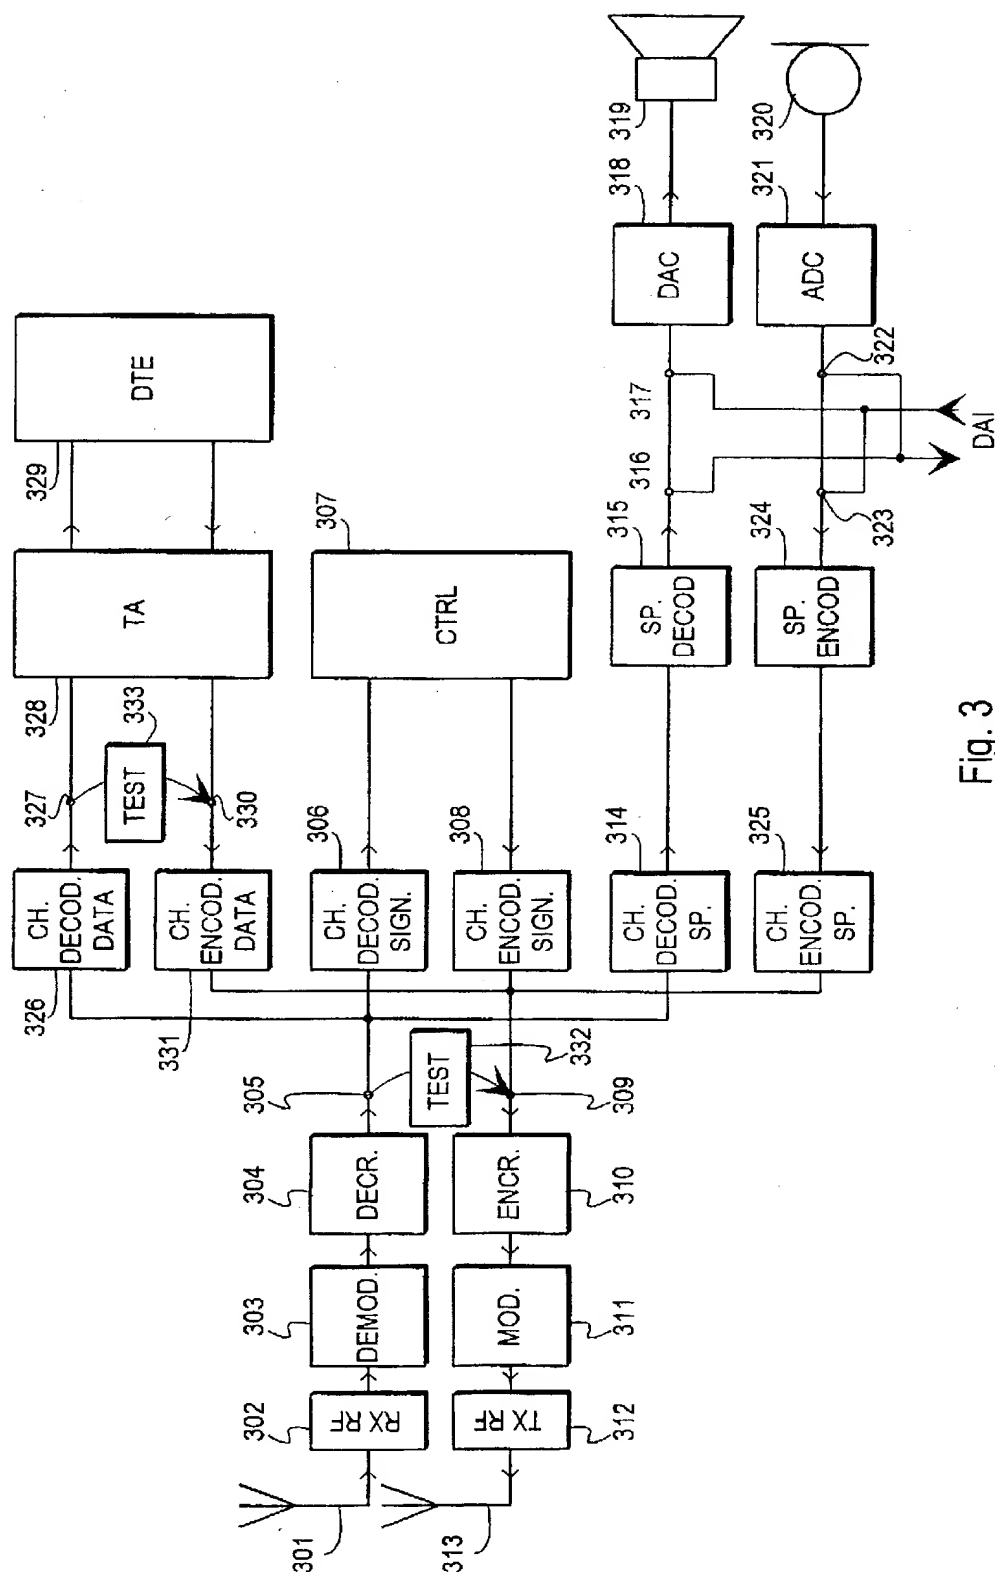 329
DTE
328
TA
327
333
TEST
330
326
CH.
DECOD.
DATA
331
CH.
ENCOD.
DATA
307
CTRL
306
CH.
DECOD.
SIGN.
308
CH.
ENCOD.
SIGN.
305
332
TEST
309
304
DECR.
310
ENCR.
303
DEMOD.
311
MOD.
302
RX RF
312
TX RF
301
313
319
320
318
DAC
321
ADC
317
322
316
323
DAI
315
SP.
DECOD
324
SP.
ENCOD
314
CH.
DECOD.
SP.
325
CH.
ENCOD.
SP.
Fig. 3